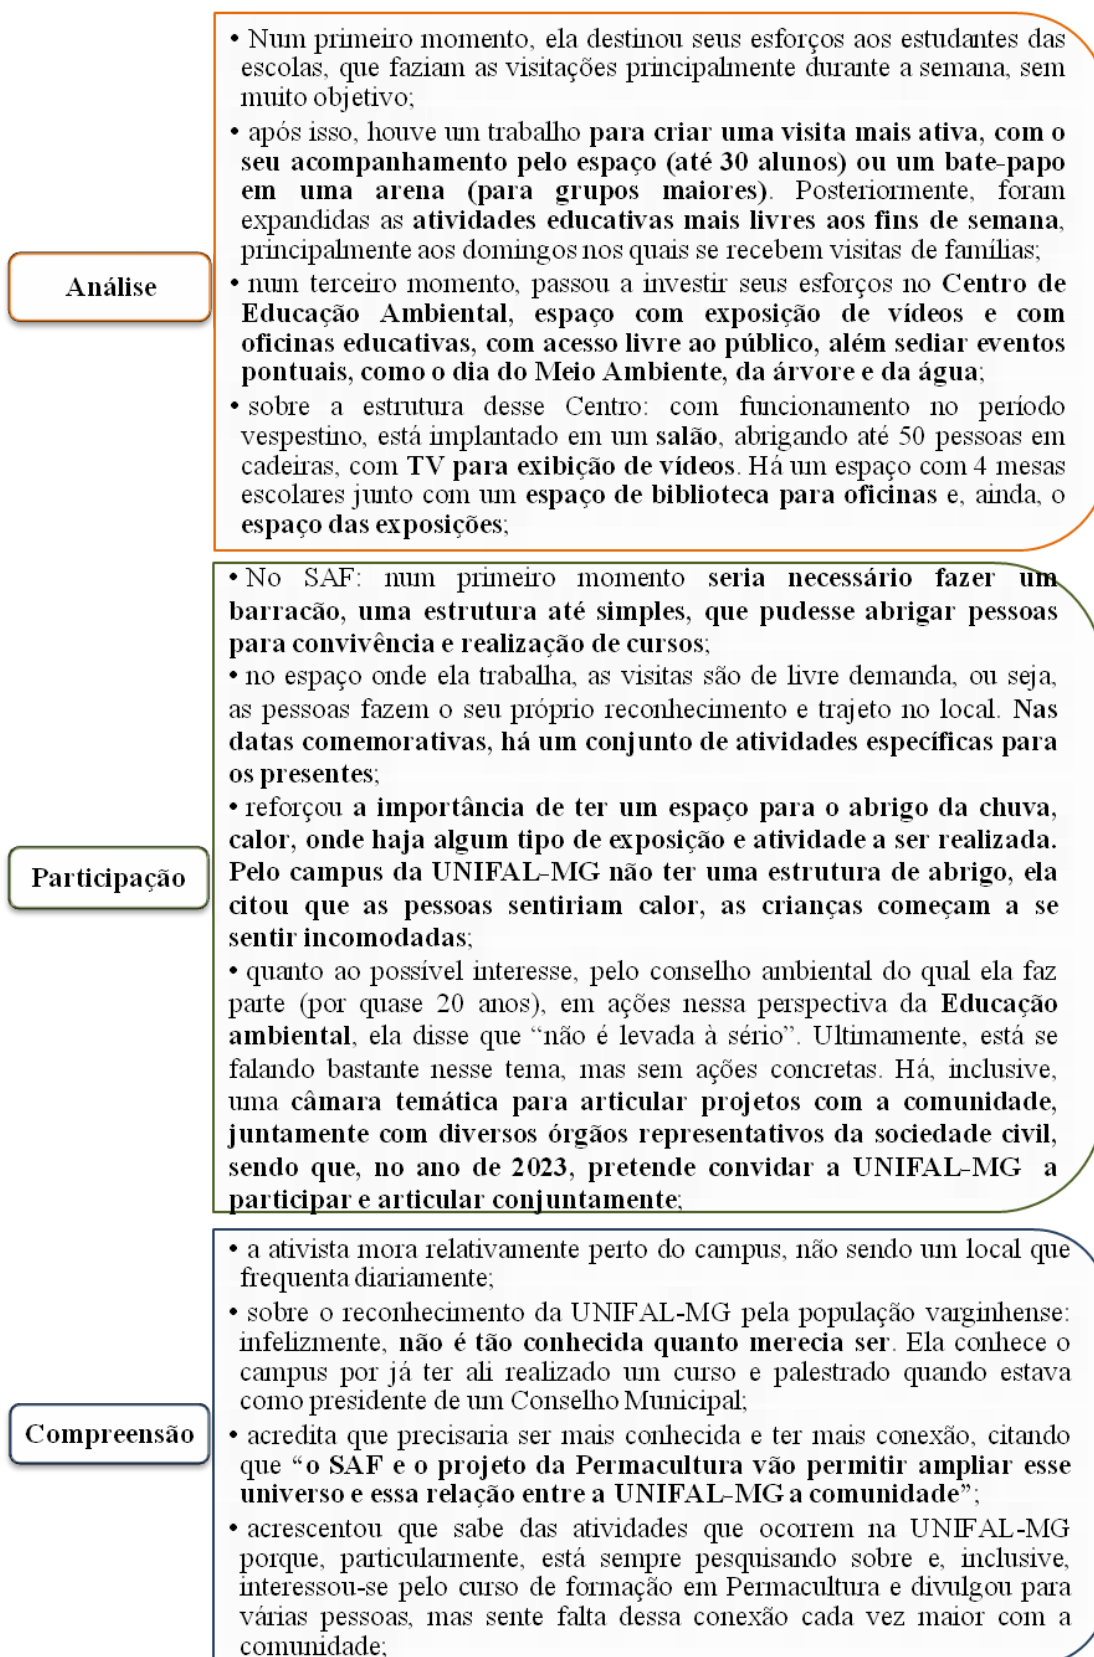 Análise
• Num primeiro momento, ela destinou seus esforços aos estudantes das
escolas, que faziam as visitações principalmente durante a semana, sem
muito objetivo;
• após isso, houve um trabalho para criar uma visita mais ativa, com o
seu acompanhamento pelo espaço (até 30 alunos) ou um bate-papo
em uma arena (para grupos maiores). Posteriormente, foram
expandidas as atividades educativas mais livres aos fins de semana,
principalmente aos domingos nos quais se recebem visitas de famílias;
• num terceiro momento, passou a investir seus esforços no Centro de
Educação Ambiental, espaço com exposição de vídeos e com
oficinas educativas, com acesso livre ao público, além sediar eventos
pontuais, como o dia do Meio Ambiente, da árvore e da água;
• sobre a estrutura desse Centro: com funcionamento no período
vespestino, está implantado em um salão, abrigando até 50 pessoas em
cadeiras, com TV para exibição de vídeos. Há um espaço com 4 mesas
escolares junto com um espaço de biblioteca para oficinas e, ainda, o
espaço das exposições;
Participação
• No SAF: num primeiro momento seria necessário fazer um
barracão, uma estrutura até simples, que pudesse abrigar pessoas
para convivência e realização de cursos;
• no espaço onde ela trabalha, as visitas são de livre demanda, ou seja,
as pessoas fazem o seu próprio reconhecimento e trajeto no local. Nas
datas comemorativas, há um conjunto de atividades específicas para
os presentes;
• reforçou a importância de ter um espaço para o abrigo da chuva,
calor, onde haja algum tipo de exposição e atividade a ser realizada.
Pelo campus da UNIFAL-MG não ter uma estrutura de abrigo, ela
citou que as pessoas sentiriam calor, as crianças começam a se
sentir incomodadas;
• quanto ao possível interesse, pelo conselho ambiental do qual ela faz
parte (por quase 20 anos), em ações nessa perspectiva da Educação
ambiental, ela disse que “não é levada à sério”. Ultimamente, está se
falando bastante nesse tema, mas sem ações concretas. Há, inclusive,
uma câmara temática para articular projetos com a comunidade,
juntamente com diversos órgãos representativos da sociedade civil,
sendo que, no ano de 2023, pretende convidar a UNIFAL-MG a
participar e articular conjuntamente;
Compreensão
• a ativista mora relativamente perto do campus, não sendo um local que
frequenta diariamente;
• sobre o reconhecimento da UNIFAL-MG pela população varginhense:
infelizmente, não é tão conhecida quanto merecia ser. Ela conhece o
campus por já ter ali realizado um curso e palestrado quando estava
como presidente de um Conselho Municipal;
• acredita que precisaria ser mais conhecida e ter mais conexão, citando
que “o SAF e o projeto da Permacultura vão permitir ampliar esse
universo e essa relação entre a UNIFAL-MG a comunidade”;
• acrescentou que sabe das atividades que ocorrem na UNIFAL-MG
porque, particularmente, está sempre pesquisando sobre e, inclusive,
interessou-se pelo curso de formação em Permacultura e divulgou para
várias pessoas, mas sente falta dessa conexão cada vez maior com a
comunidade;